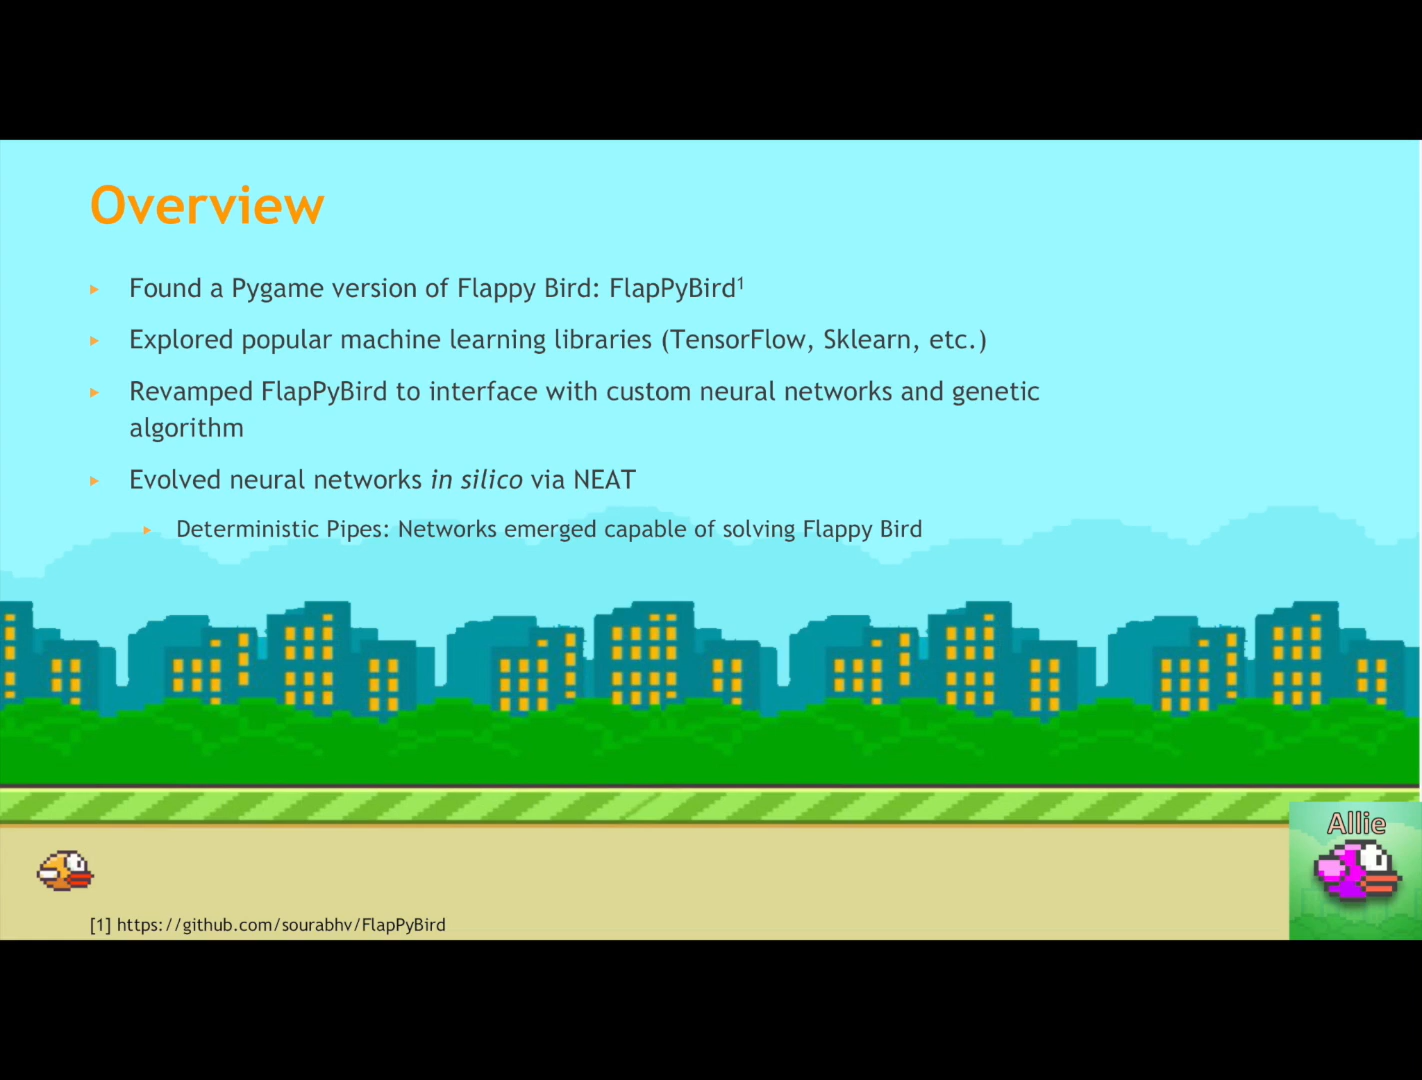 Overview
▸ Found a Pygame version of Flappy Bird: FlapPyBird¹
▸ Explored popular machine learning libraries (TensorFlow, Sklearn, etc.)
▸ Revamped FlapPyBird to interface with custom neural networks and genetic
algorithm
▸ Evolved neural networks in silico via NEAT
▸ Deterministic Pipes: Networks emerged capable of solving Flappy Bird
Allie
[1] https://github.com/sourabhv/FlapPyBird